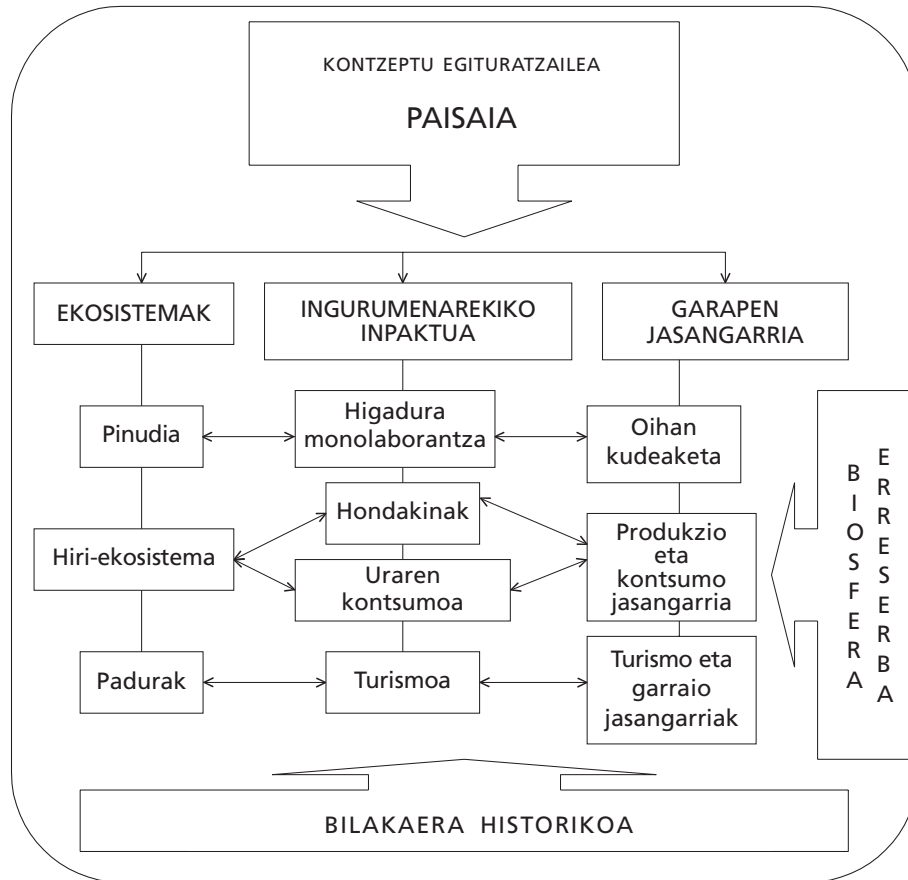 KONTZEPTU EGITURATZAILEA
PAISAIA
EKOSISTEMAK
INGURUMENAREKIKO
INPAKTUA
GARAPEN
JASANGARRIA
Pinudia
Higadura
monolaborantza
Oihan
kudeaketa
Hondakinak
Hiri-ekosistema
Uraren
kontsumoa
Produkzio
eta
kontsumo
jasangarria
Padurak
Turismoa
Turismo eta
garraio
jasangarriak
BIOSFERA
ERRESERBA
BILAKAERA HISTORIKOA